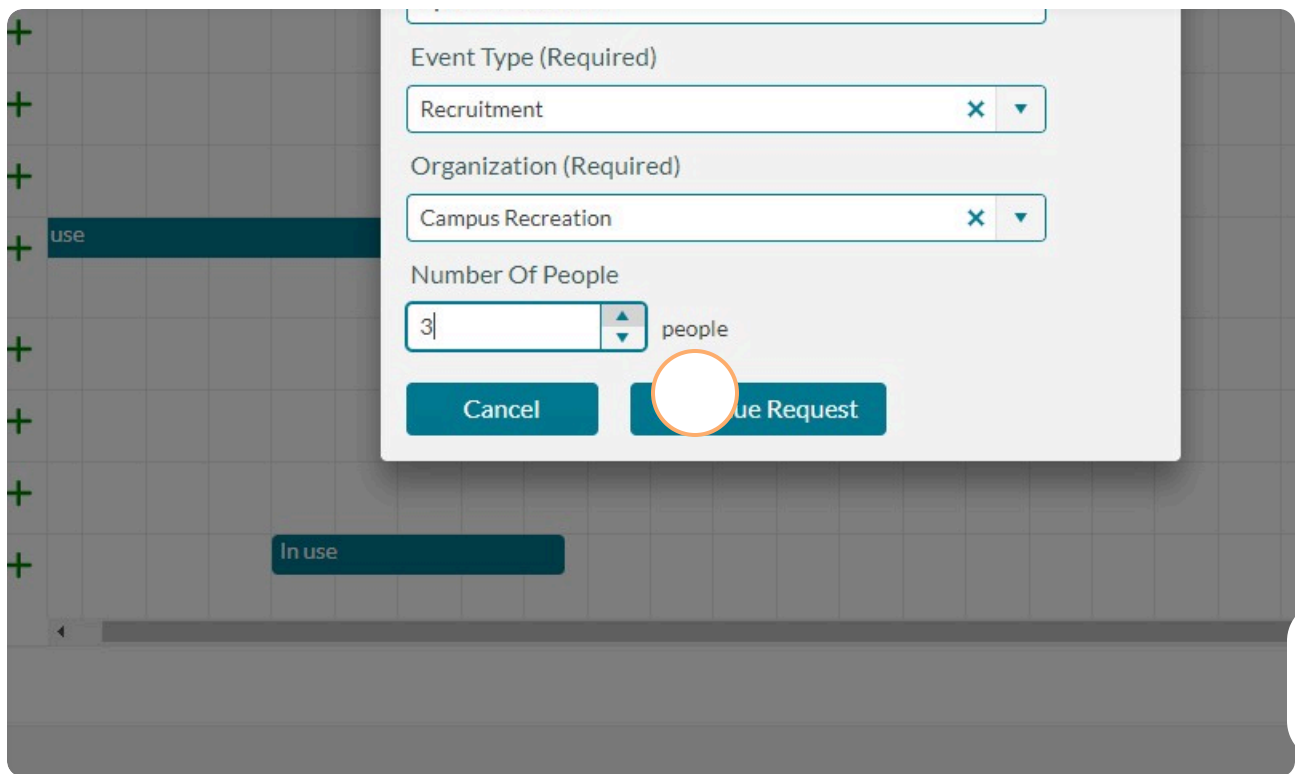 Event Type (Required)
Recruitment
Organization (Required)
Campus Recreation
use
Number Of People
3
people
Cancel
ue Request
In use